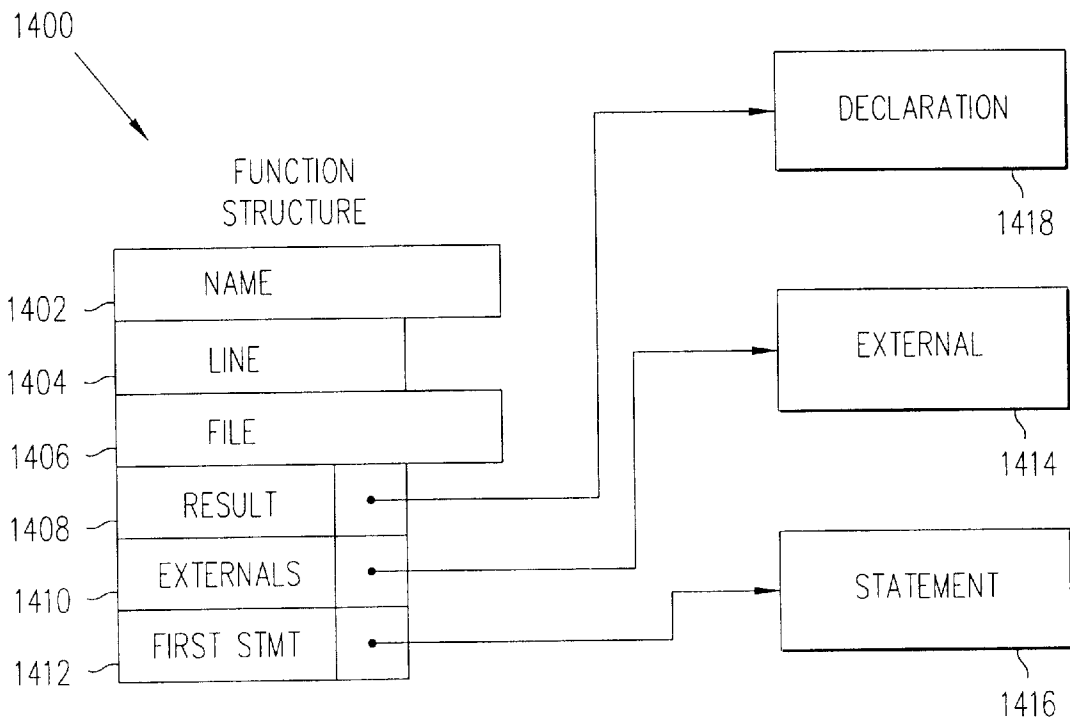 1400
FUNCTION
STRUCTURE
1402
NAME
1404
LINE
1406
FILE
1408
RESULT
1410
EXTERNALS
1412
FIRST STMT
DECLARATION
1418
EXTERNAL
1414
STATEMENT
1416